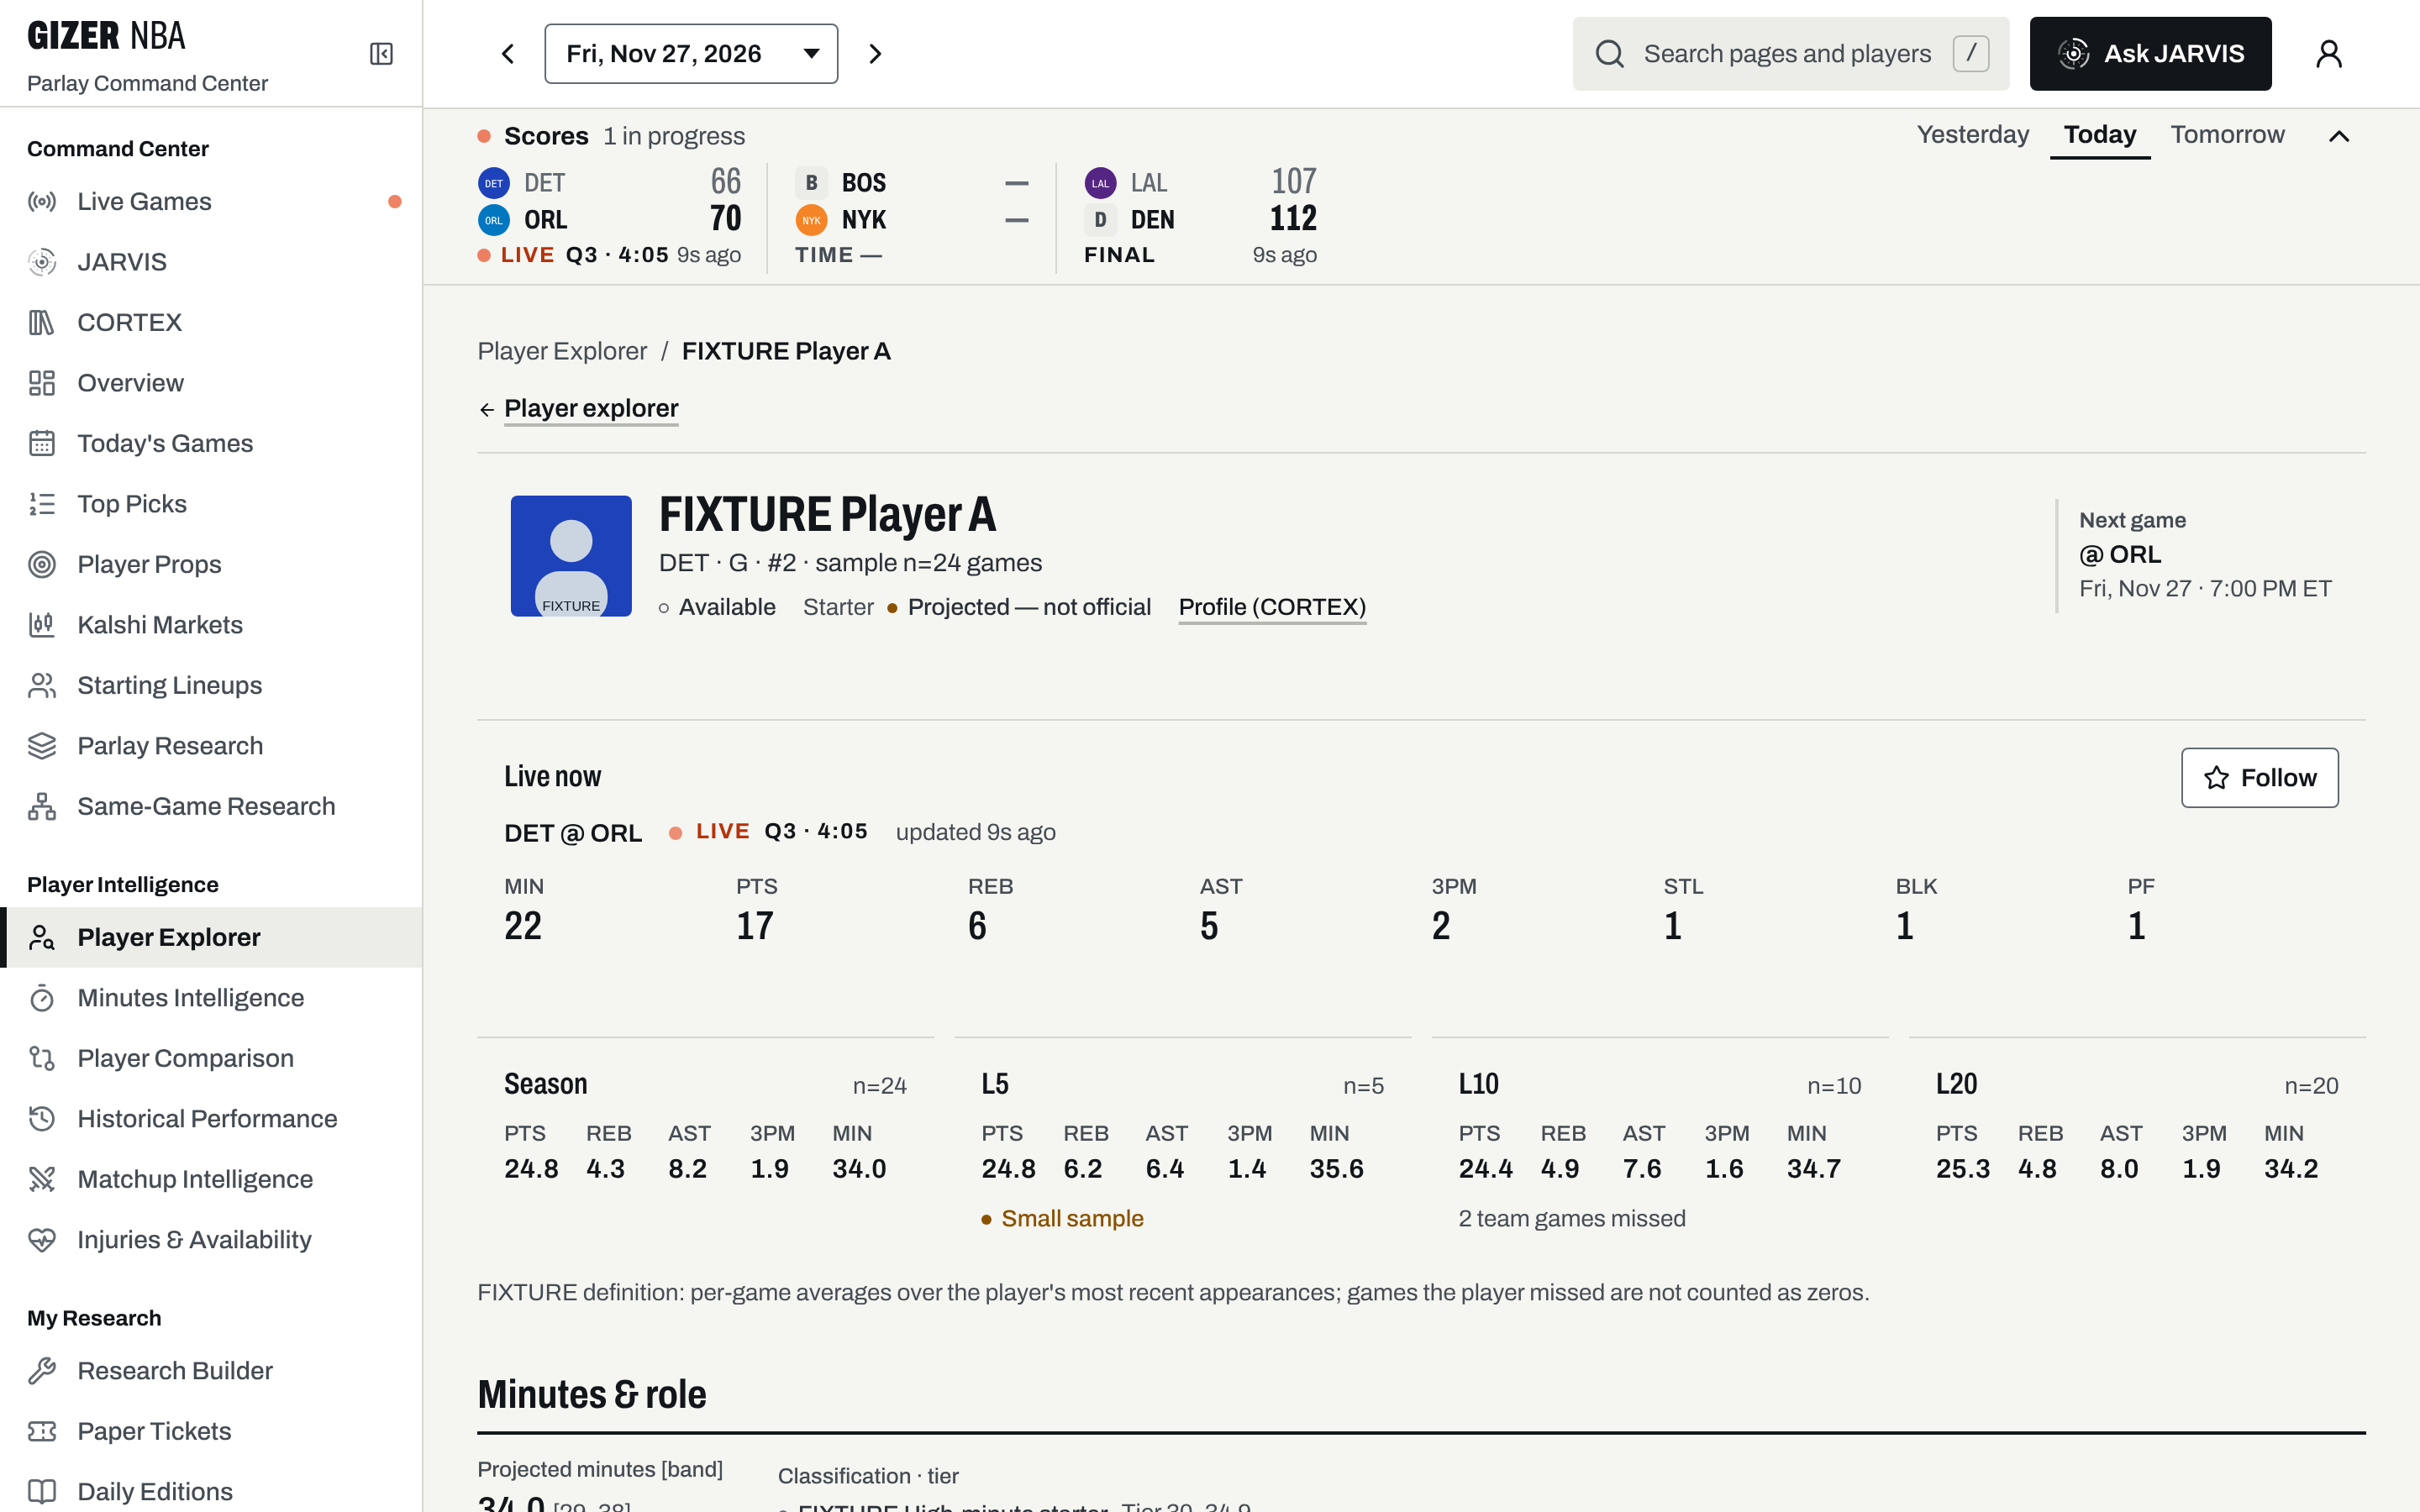 GIZER NBA
Parlay Command Center
Command Center
Live Games
JARVIS
CORTEX
Overview
Today's Games
Top Picks
Player Props
Kalshi Markets
Starting Lineups
Parlay Research
Same-Game Research
Player Intelligence
Player Explorer
Minutes Intelligence
Player Comparison
Historical Performance
Matchup Intelligence
Injuries & Availability
My Research
Research Builder
Paper Tickets
Daily Editions
Fri, Nov 27, 2026
Search pages and players /
Ask JARVIS
Scores 1 in progress
Yesterday Today Tomorrow
DET DET 66
ORL ORL 70
LIVE Q3 · 4:05 9s ago
B BOS —
NYK NYK —
TIME —
LAL LAL 107
D DEN 112
FINAL 9s ago
Player Explorer / FIXTURE Player A
← Player explorer
FIXTURE
FIXTURE Player A
DET · G · #2 · sample n=24 games
Available Starter Projected — not official Profile (CORTEX)
Next game
@ ORL
Fri, Nov 27 · 7:00 PM ET
Live now
Follow
DET @ ORL LIVE Q3 · 4:05 updated 9s ago
MIN PTS REB AST 3PM STL BLK PF
22 17 6 5 2 1 1 1
Season n=24
PTS REB AST 3PM MIN
24.8 4.3 8.2 1.9 34.0
L5 n=5
PTS REB AST 3PM MIN
24.8 6.2 6.4 1.4 35.6
Small sample
L10 n=10
PTS REB AST 3PM MIN
24.4 4.9 7.6 1.6 34.7
2 team games missed
L20 n=20
PTS REB AST 3PM MIN
25.3 4.8 8.0 1.9 34.2
FIXTURE definition: per-game averages over the player's most recent appearances; games the player missed are not counted as zeros.
Minutes & role
Projected minutes [band]
34.0 [29–38]
Classification · tier
FIXTURE High-minute starter Tier 30–34.9